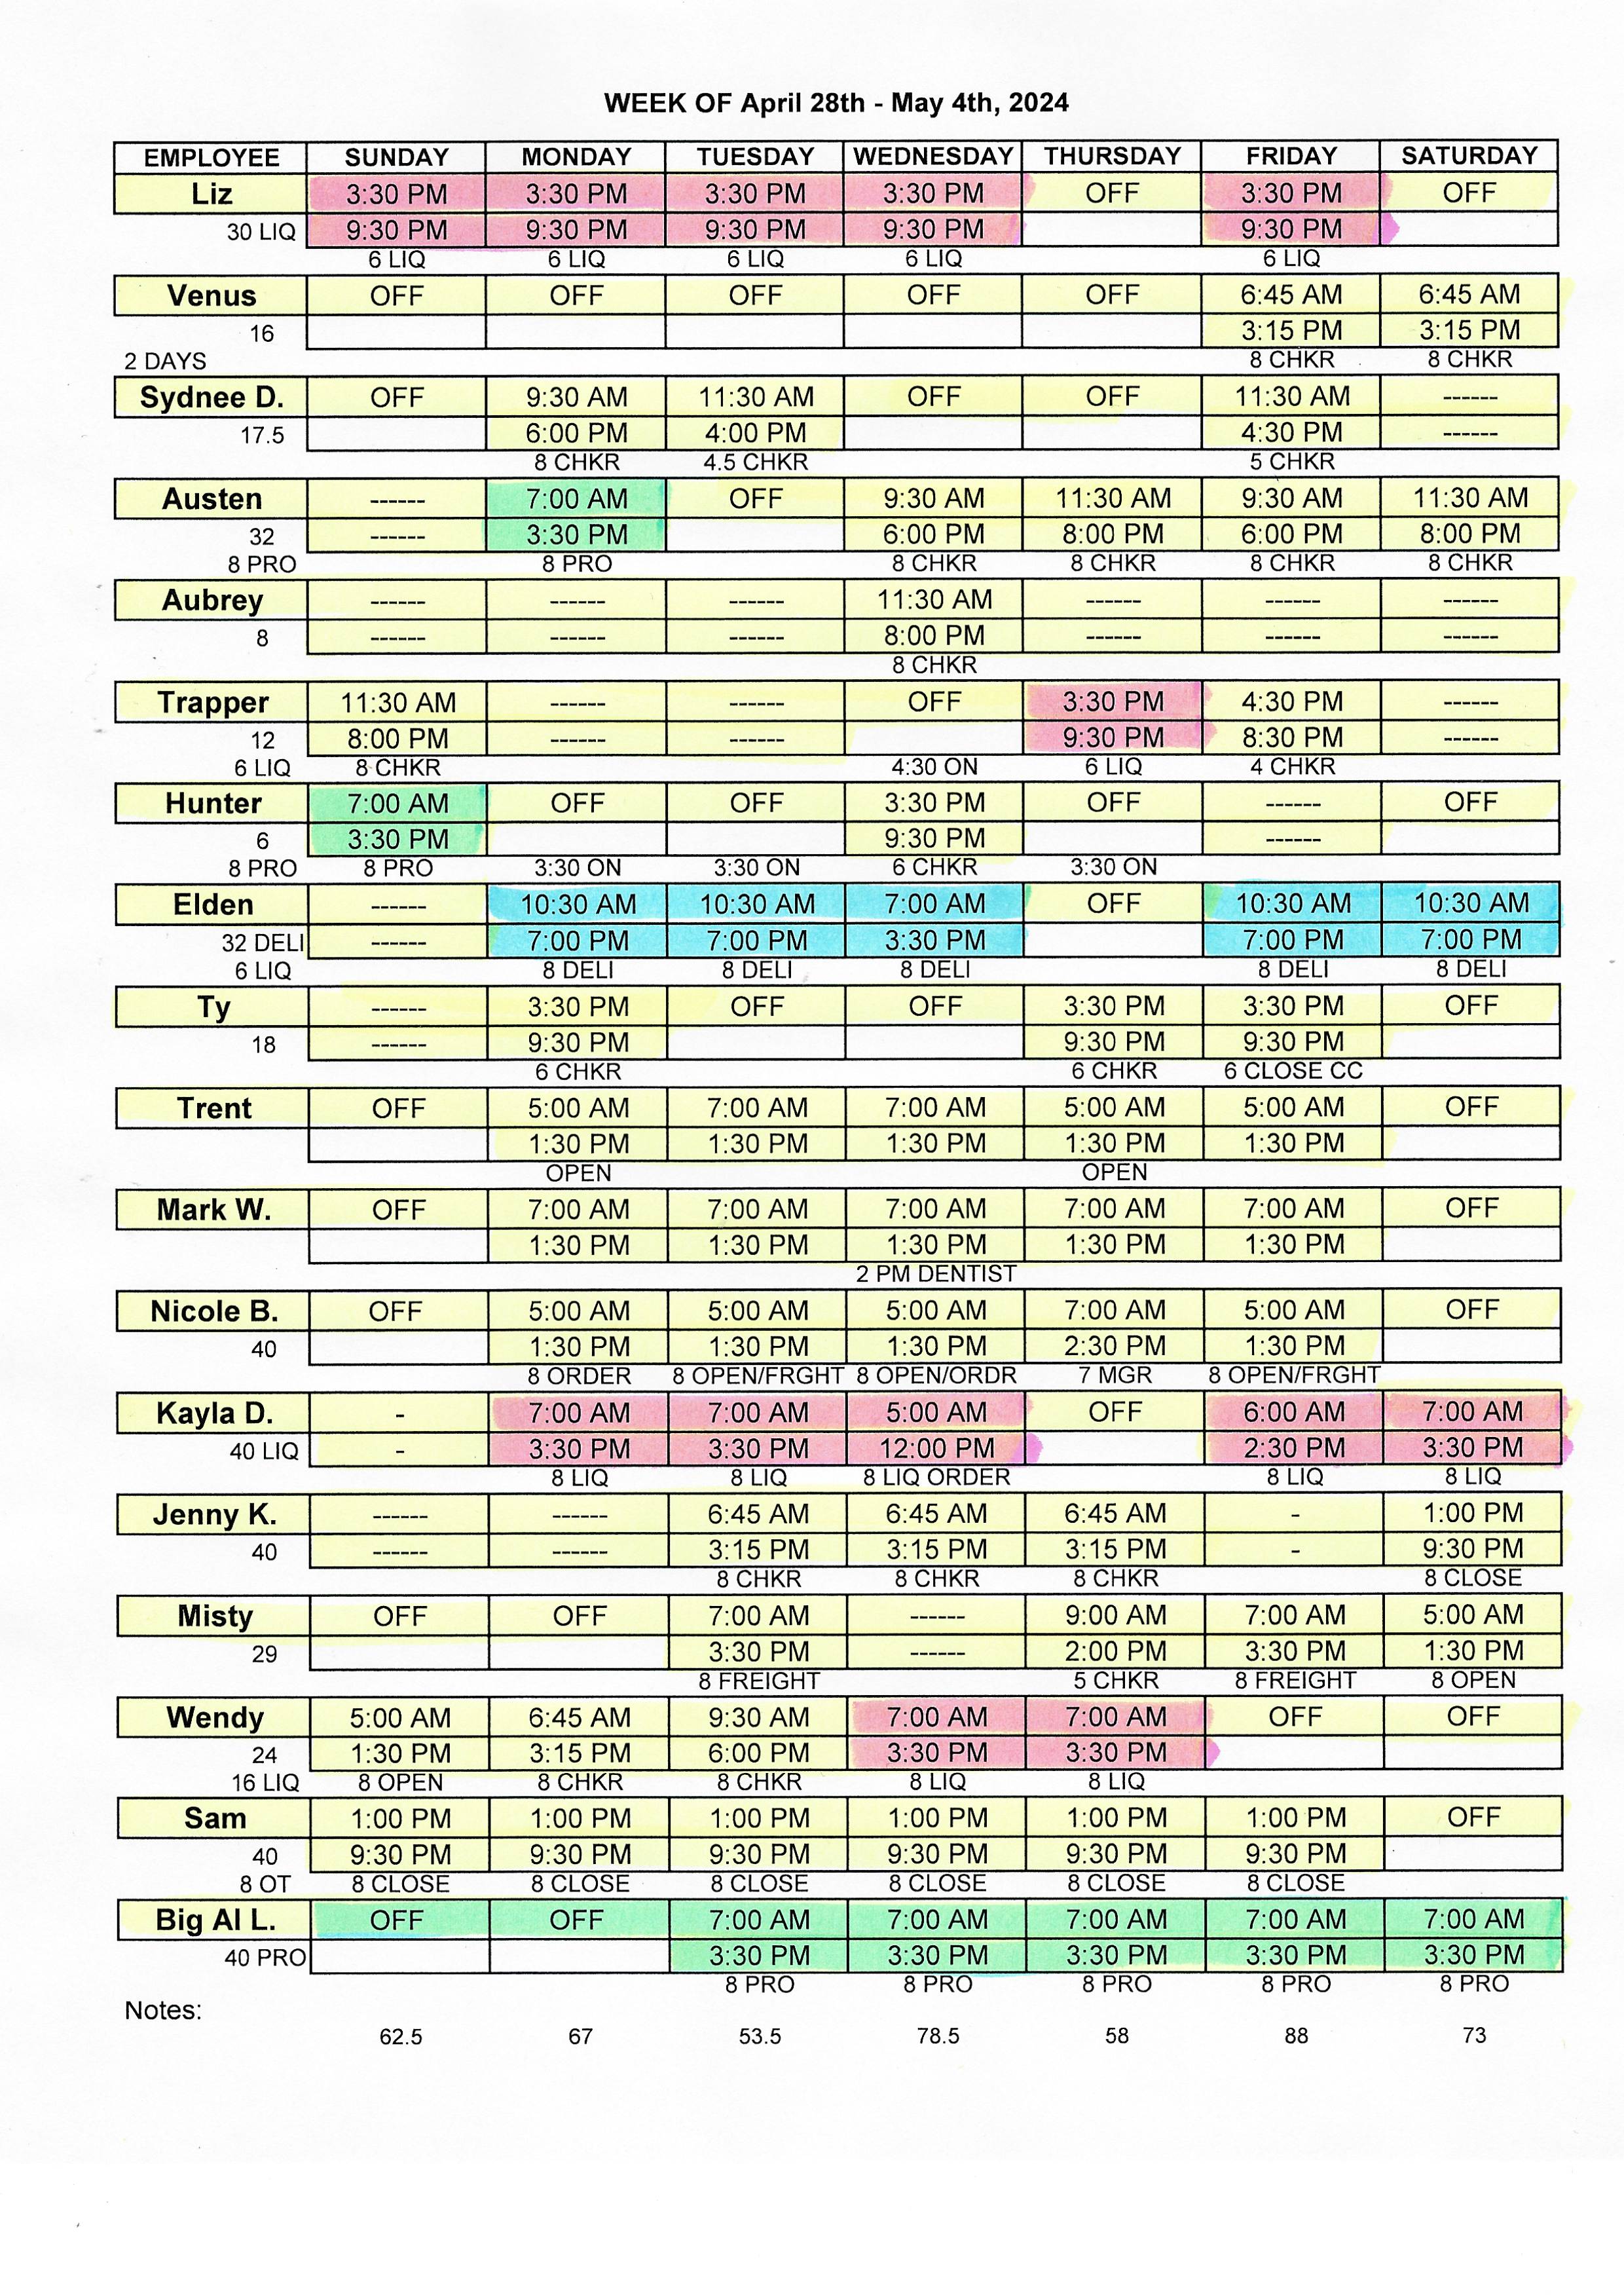 WEEK OF April 28th - May 4th, 2024
EMPLOYEE SUNDAY MONDAY TUESDAY WEDNESDAY THURSDAY FRIDAY SATURDAY
Liz 3:30 PM 3:30 PM 3:30 PM 3:30 PM OFF 3:30 PM OFF
30 LIQ 9:30 PM 9:30 PM 9:30 PM 9:30 PM 9:30 PM
6 LIQ 6 LIQ 6 LIQ 6 LIQ 6 LIQ
Venus OFF OFF OFF OFF OFF 6:45 AM 6:45 AM
16 3:15 PM 3:15 PM
2 DAYS 8 CHKR 8 CHKR
Sydnee D. OFF 9:30 AM 11:30 AM OFF OFF 11:30 AM ------
17.5 6:00 PM 4:00 PM 4:30 PM ------
8 CHKR 4.5 CHKR 5 CHKR
Austen ------ 7:00 AM OFF 9:30 AM 11:30 AM 9:30 AM 11:30 AM
32 ------ 3:30 PM 6:00 PM 8:00 PM 6:00 PM 8:00 PM
8 PRO 8 PRO 8 CHKR 8 CHKR 8 CHKR 8 CHKR
Aubrey ------ ------ ------ 11:30 AM ------ ------ ------
8 ------ ------ ------ 8:00 PM ------ ------ ------
8 CHKR
Trapper 11:30 AM ------ ------ OFF 3:30 PM 4:30 PM ------
12 8:00 PM ------ ------ 9:30 PM 8:30 PM ------
6 LIQ 8 CHKR 4:30 ON 6 LIQ 4 CHKR
Hunter 7:00 AM OFF OFF 3:30 PM OFF ------ OFF
6 3:30 PM 9:30 PM ------
8 PRO 8 PRO 3:30 ON 3:30 ON 6 CHKR 3:30 ON
Elden ------ 10:30 AM 10:30 AM 7:00 AM OFF 10:30 AM 10:30 AM
32 DELI ------ 7:00 PM 7:00 PM 3:30 PM 7:00 PM 7:00 PM
6 LIQ 8 DELI 8 DELI 8 DELI 8 DELI 8 DELI
Ty ------ 3:30 PM OFF OFF 3:30 PM 3:30 PM OFF
18 ------ 9:30 PM 9:30 PM 9:30 PM
6 CHKR 6 CHKR 6 CLOSE CC
Trent OFF 5:00 AM 7:00 AM 7:00 AM 5:00 AM 5:00 AM OFF
1:30 PM 1:30 PM 1:30 PM 1:30 PM 1:30 PM
OPEN OPEN
Mark W. OFF 7:00 AM 7:00 AM 7:00 AM 7:00 AM 7:00 AM OFF
1:30 PM 1:30 PM 1:30 PM 1:30 PM 1:30 PM
2 PM DENTIST
Nicole B. OFF 5:00 AM 5:00 AM 5:00 AM 7:00 AM 5:00 AM OFF
40 1:30 PM 1:30 PM 1:30 PM 2:30 PM 1:30 PM
8 ORDER 8 OPEN/FRGHT 8 OPEN/ORDR 7 MGR 8 OPEN/FRGHT
Kayla D. - 7:00 AM 7:00 AM 5:00 AM OFF 6:00 AM 7:00 AM
40 LIQ - 3:30 PM 3:30 PM 12:00 PM 2:30 PM 3:30 PM
8 LIQ 8 LIQ 8 LIQ ORDER 8 LIQ 8 LIQ
Jenny K. ------ ------ 6:45 AM 6:45 AM 6:45 AM - 1:00 PM
40 ------ ------ 3:15 PM 3:15 PM 3:15 PM - 9:30 PM
8 CHKR 8 CHKR 8 CHKR 8 CLOSE
Misty OFF OFF 7:00 AM ------ 9:00 AM 7:00 AM 5:00 AM
29 3:30 PM ------ 2:00 PM 3:30 PM 1:30 PM
8 FREIGHT 5 CHKR 8 FREIGHT 8 OPEN
Wendy 5:00 AM 6:45 AM 9:30 AM 7:00 AM 7:00 AM OFF OFF
24 1:30 PM 3:15 PM 6:00 PM 3:30 PM 3:30 PM
16 LIQ 8 OPEN 8 CHKR 8 CHKR 8 LIQ 8 LIQ
Sam 1:00 PM 1:00 PM 1:00 PM 1:00 PM 1:00 PM 1:00 PM OFF
40 9:30 PM 9:30 PM 9:30 PM 9:30 PM 9:30 PM 9:30 PM
8 OT 8 CLOSE 8 CLOSE 8 CLOSE 8 CLOSE 8 CLOSE 8 CLOSE
Big Al L. OFF OFF 7:00 AM 7:00 AM 7:00 AM 7:00 AM 7:00 AM
40 PRO 3:30 PM 3:30 PM 3:30 PM 3:30 PM 3:30 PM
8 PRO 8 PRO 8 PRO 8 PRO 8 PRO
Notes:
62.5 67 53.5 78.5 58 88 73